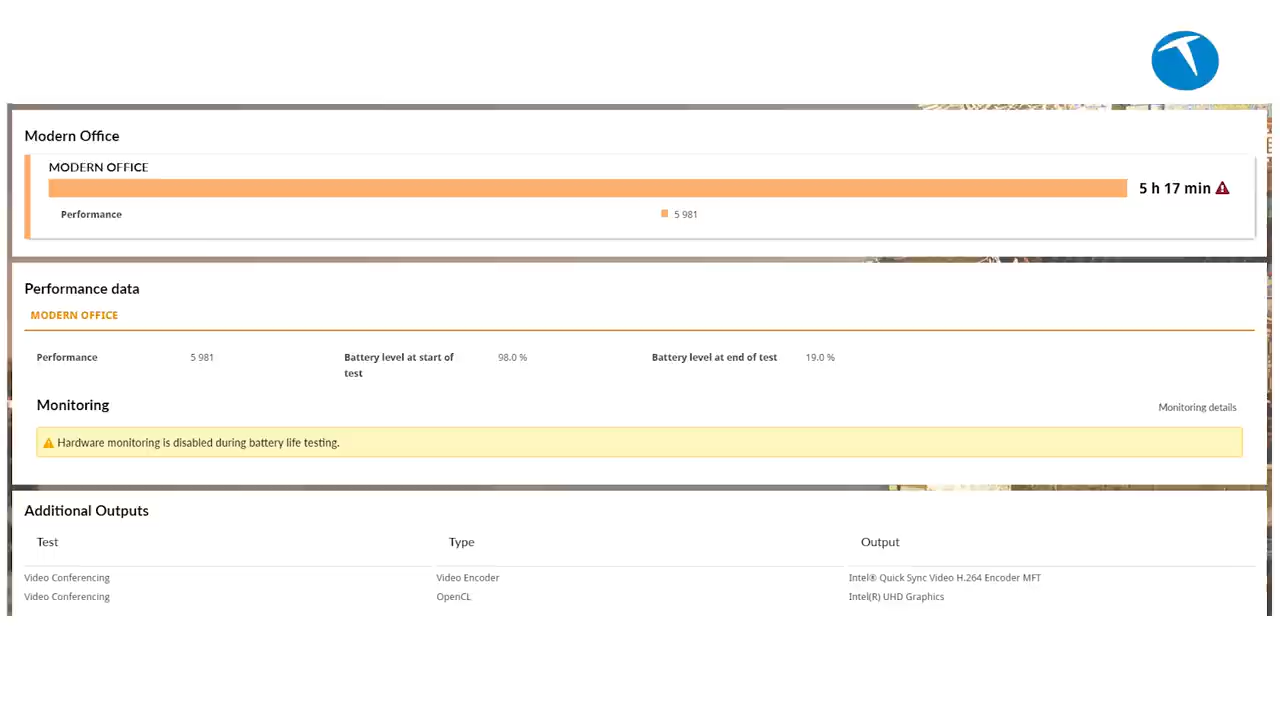 Modern Office
MODERN OFFICE
5 h 17 min
Performance
5 981
Performance data
MODERN OFFICE
Performance 5 981 Battery level at start of test 98.0 % Battery level at end of test 19.0 %
Monitoring
Monitoring details
Hardware monitoring is disabled during battery life testing.
Additional Outputs
Test Type Output
Video Conferencing Video Encoder Intel® Quick Sync Video H.264 Encoder MFT
Video Conferencing OpenCL Intel(R) UHD Graphics